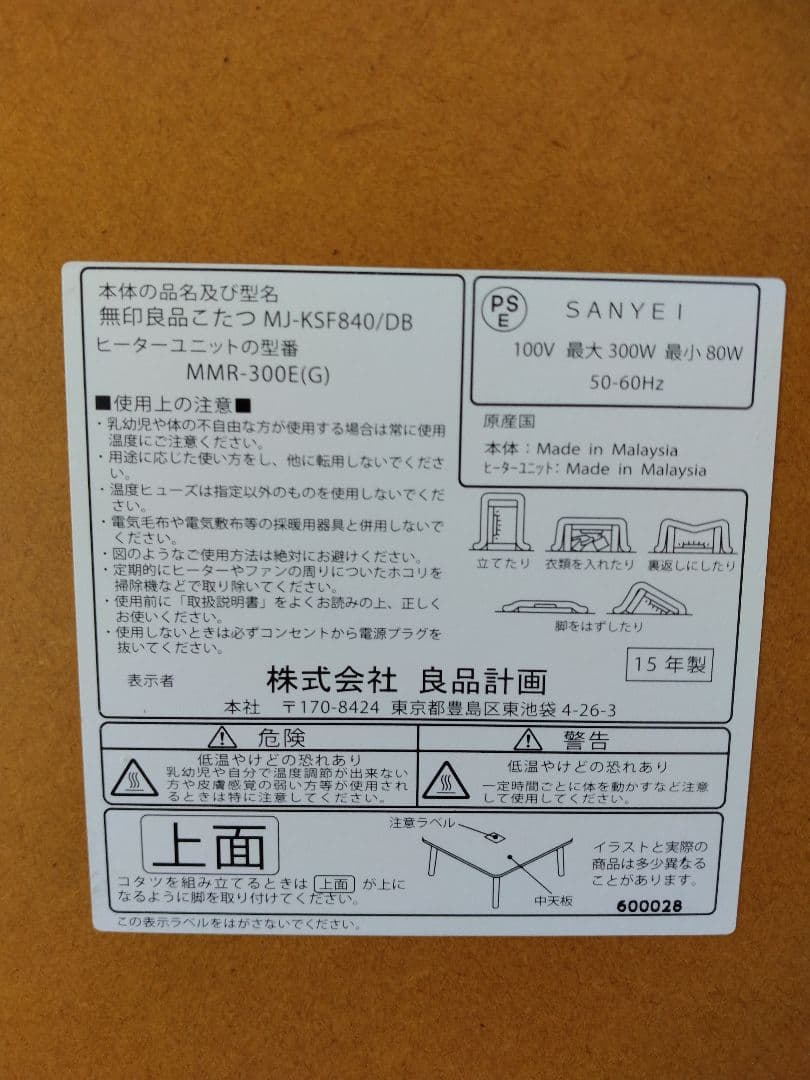 本体の品名及び型名
無印良品こたつ MJ-KSF840/DB
ヒーターユニットの型番
MMR-300E(G)
■使用上の注意■
・乳幼児や体の不自由な方が使用する場合は常に使用
温度にご注意ください。
・用途に応じた使い方をし、他に転用しないでくださ
い。
・温度ヒューズは指定以外のものを使用しないでくだ
さい。
・電気毛布や電気敷布等の採暖用器具と併用しないで
ください。
・図のようなご使用方法は絶対にお避けください。
・定期的にヒーターやファンの周りについたホコリを
掃除機などで取り除いてください。
・使用前に「取扱説明書」をよくお読みの上、正しく
お使いください。
・使用しないときは必ずコンセントから電源プラグを
抜いてください。
PS
E
SANYEI
100V 最大 300W 最小 80W
50-60Hz
原産国
本体：Made in Malaysia
ヒーターユニット：Made in Malaysia
立てたり 衣類を入れたり 裏返しにしたり
脚をはずしたり
15 年製
表示者 株式会社 良品計画
本社 〒170-8424 東京都豊島区東池袋 4-26-3
危険
低温やけどの恐れあり
乳幼児や自分で温度調節が出来ない
方や皮膚感覚の弱い方等が使用され
るときは特に注意してください。
警告
低温やけどの恐れあり
一定時間ごとに体を動かすなど注意
して使用してください。
上面
コタツを組み立てるときは 上面 が上に
なるように脚を取り付けてください。
注意ラベル
中天板
イラストと実際の
商品は多少異なる
ことがあります。
600028
この表示ラベルをはがさないでください。